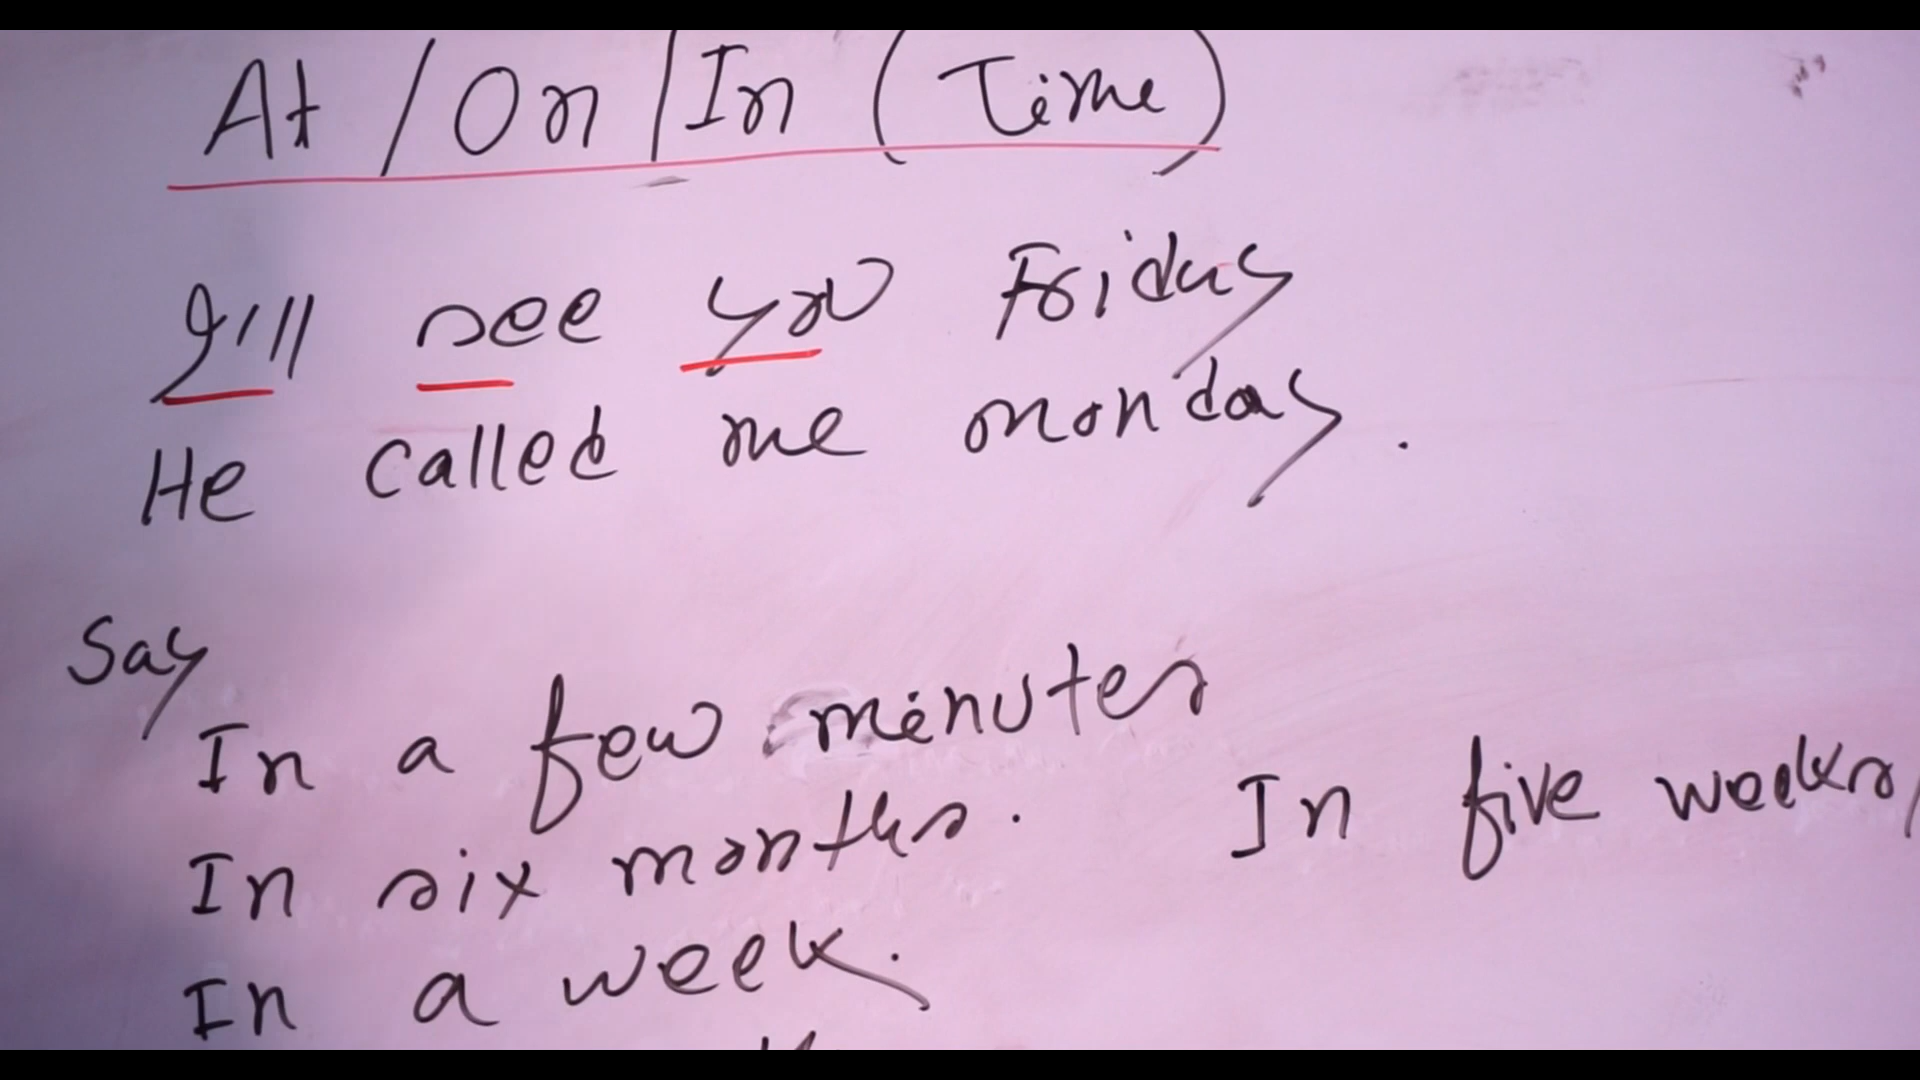 At / On / In (Time)
I'll see you Friday
He called me monday.
Say
In a few minutes
In six months. In five weeks,
In a week.